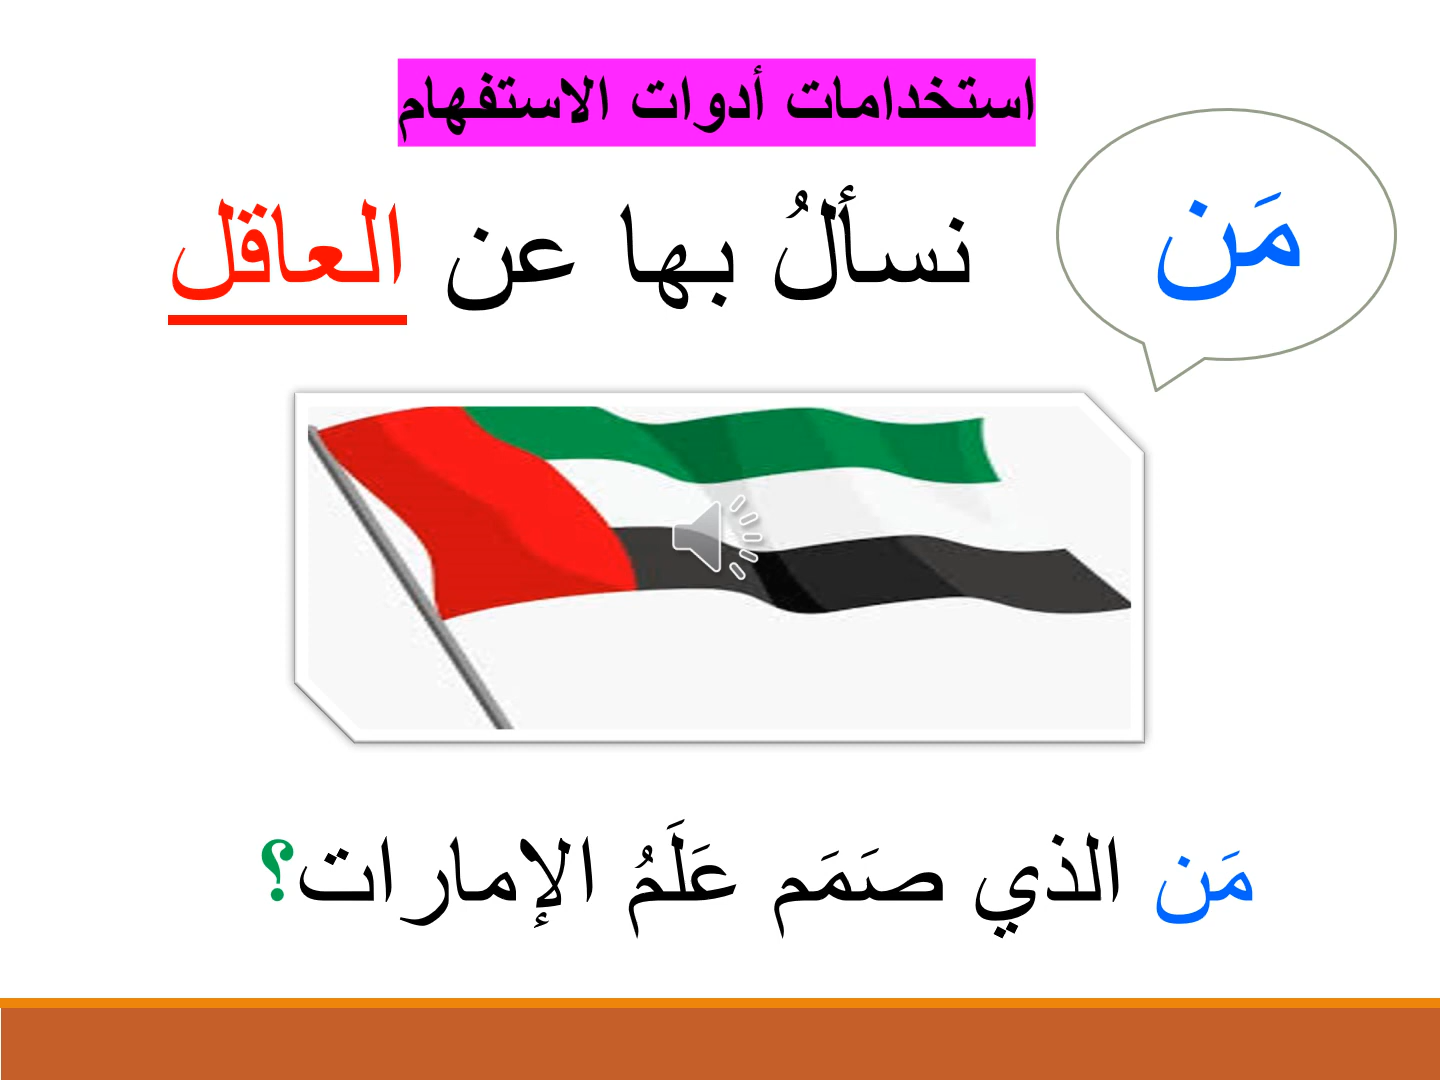 استخدامات أدوات الاستفهام
مَن
نسألُ بها عن العاقل
مَن الذي صَمَمَ عَلَمُ الإمارات؟